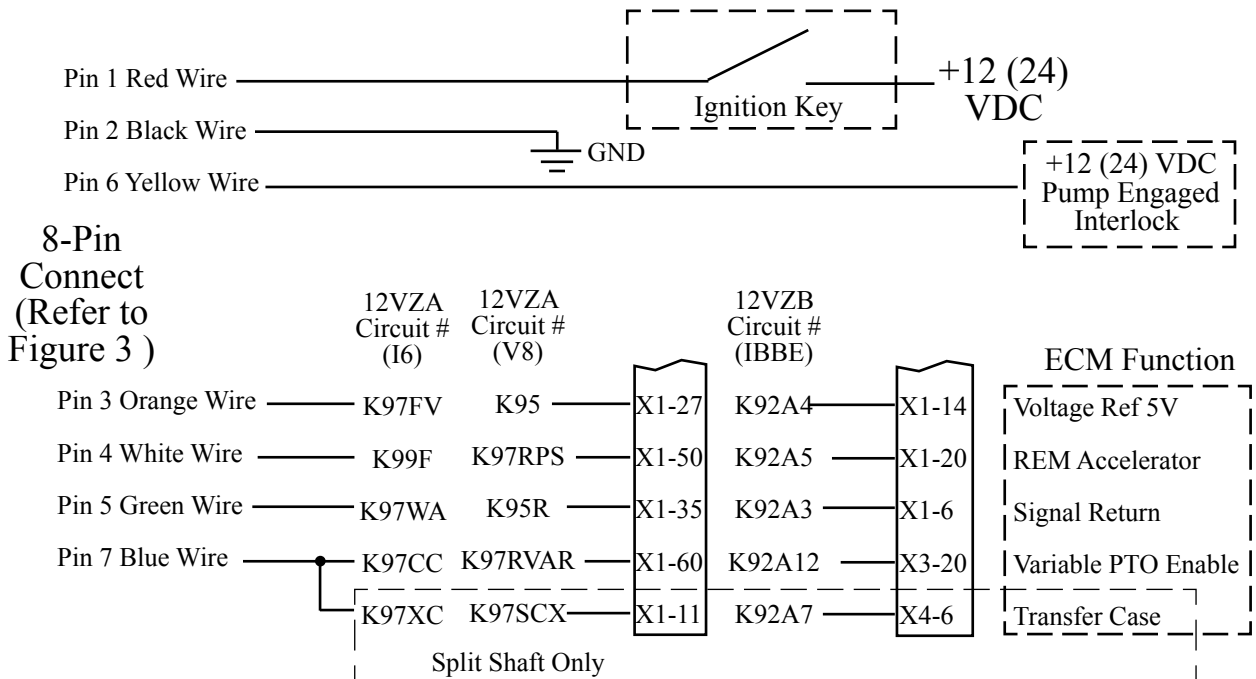 Pin 1 Red Wire
Ignition Key
+12 (24)
VDC
Pin 2 Black Wire
GND
Pin 6 Yellow Wire
+12 (24) VDC
Pump Engaged
Interlock
8-Pin
Connect
(Refer to
Figure 3 )
12VZA
Circuit #
(I6)
12VZA
Circuit #
(V8)
12VZB
Circuit #
(IBBE)
ECM Function
Pin 3 Orange Wire K97FV K95 X1-27 K92A4 X1-14 Voltage Ref 5V
Pin 4 White Wire K99F K97RPS X1-50 K92A5 X1-20 REM Accelerator
Pin 5 Green Wire K97WA K95R X1-35 K92A3 X1-6 Signal Return
Pin 7 Blue Wire K97CC K97RVAR X1-60 K92A12 X3-20 Variable PTO Enable
K97XC K97SCX X1-11 K92A7 X4-6 Transfer Case
Split Shaft Only